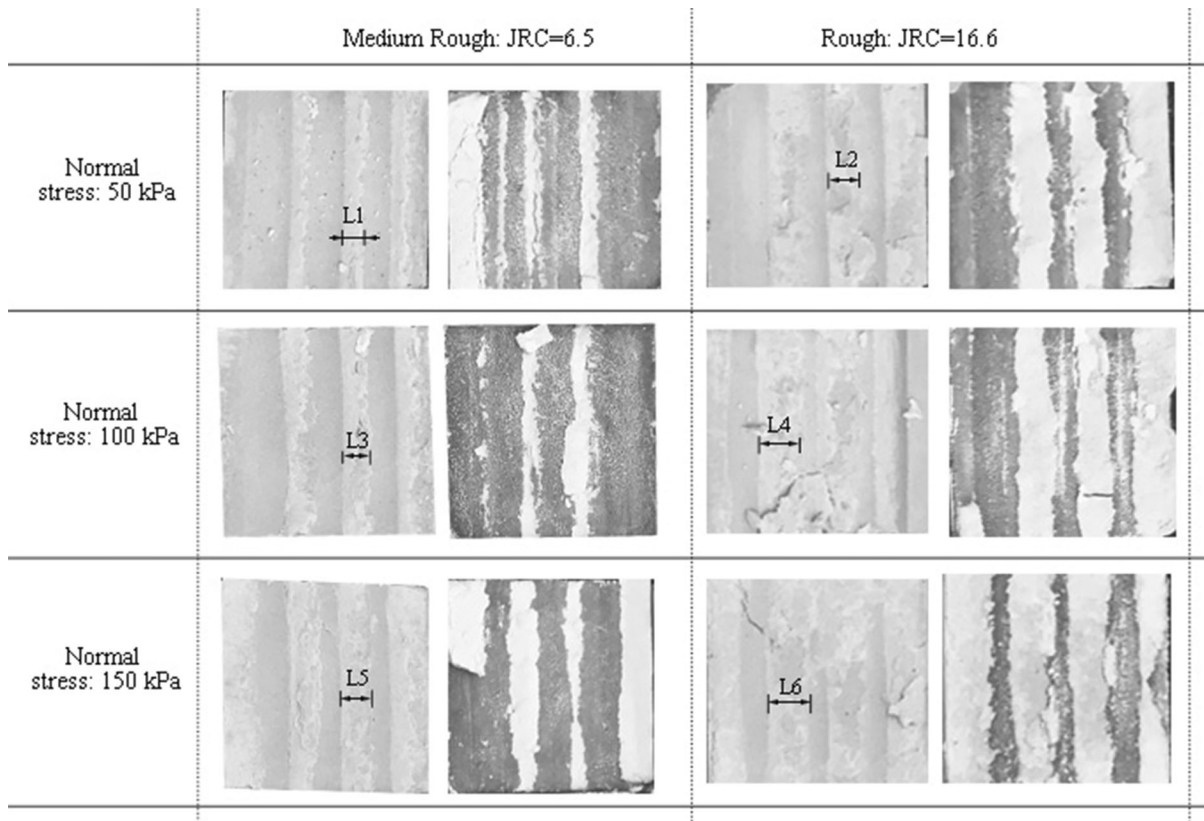 Medium Rough: JRC=6.5
Rough: JRC=16.6
Normal
stress: 50 kPa
L1
L2
Normal
stress: 100 kPa
L3
L4
Normal
stress: 150 kPa
L5
L6